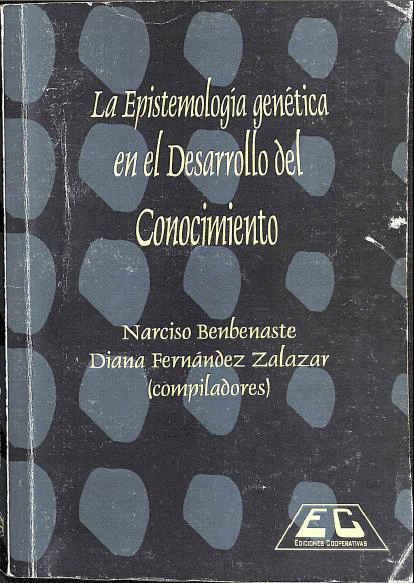 La Epistemología genética
en el Desarrollo del
Conocimiento
Narciso Benbenaste
Diana Fernández Zalazar
(compiladores)
EC
EDICIONES COOPERATIVAS